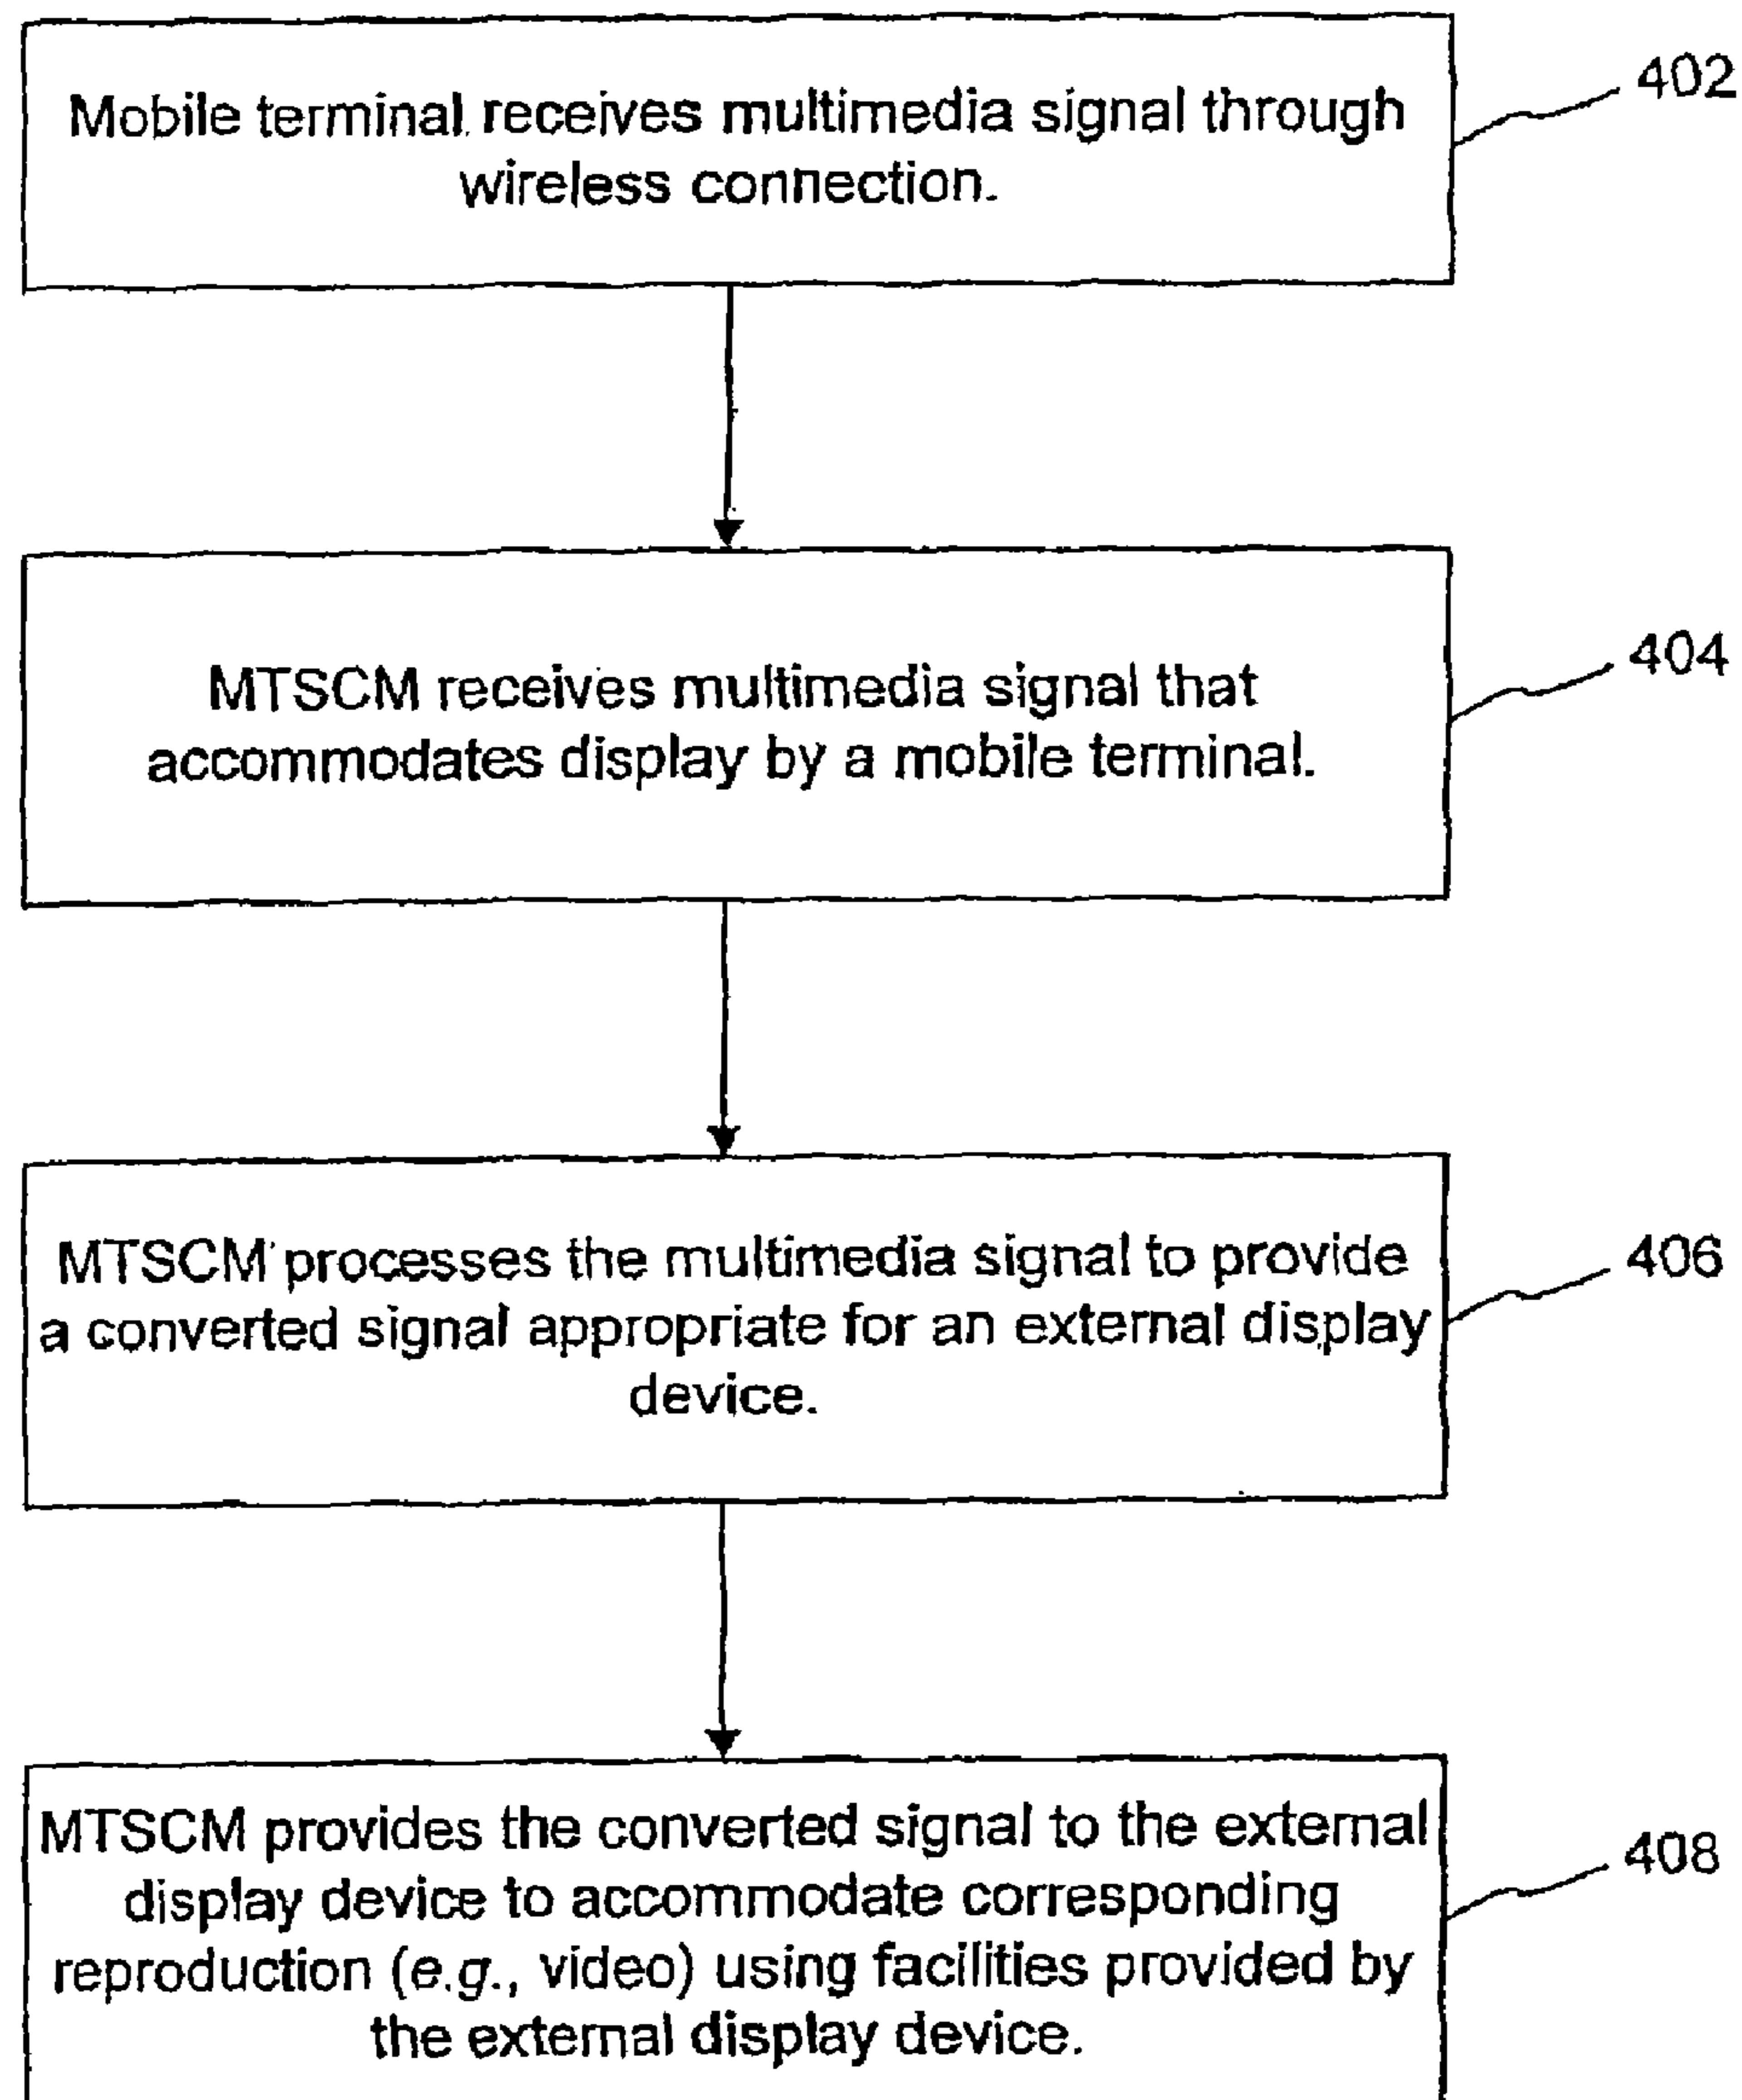 Mobile terminal receives multimedia signal through
wireless connection.
402
MTSCM receives multimedia signal that
accommodates display by a mobile terminal.
404
MTSCM processes the multimedia signal to provide
a converted signal appropriate for an external display
device.
406
MTSCM provides the converted signal to the external
display device to accommodate corresponding
reproduction (e.g., video) using facilities provided by
the external display device.
408